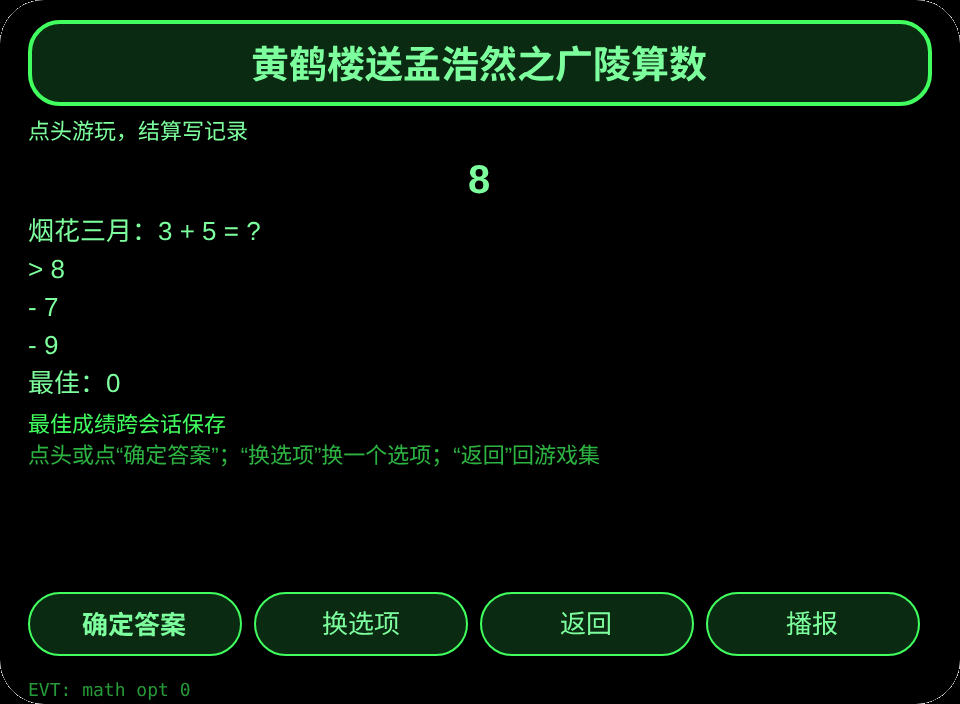 黄鹤楼送孟浩然之广陵算数
点头游玩，结算写记录
8
烟花三月：3 + 5 = ?
> 8
- 7
- 9
最佳：0
最佳成绩跨会话保存
点头或点“确定答案”；“换选项”换一个选项；“返回”回游戏集
确定答案
换选项
返回
播报
EVT: math opt 0